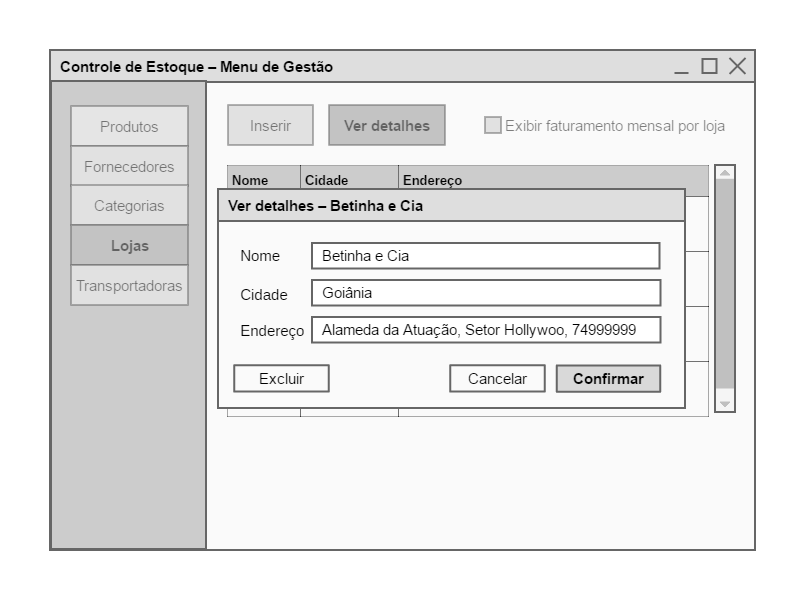 Controle de Estoque – Menu de Gestão
Produtos
Fornecedores
Categorias
Lojas
Transportadoras
Inserir
Ver detalhes
Exibir faturamento mensal por loja
Nome Cidade Endereço
Ver detalhes – Betinha e Cia
Nome Betinha e Cia
Cidade Goiânia
Endereço Alameda da Atuação, Setor Hollywoo, 74999999
Excluir Cancelar Confirmar